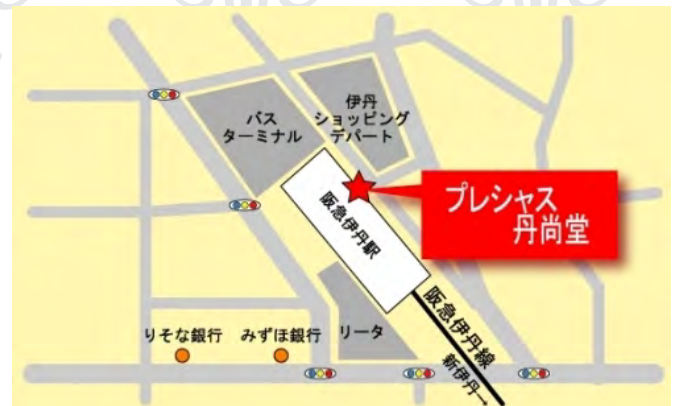 バス
ターミナル
伊丹
ショッピング
デパート
プレシャス
丹尚堂
阪急伊丹駅
阪急伊丹線
新伊丹→
りそな銀行
みずほ銀行
リータ